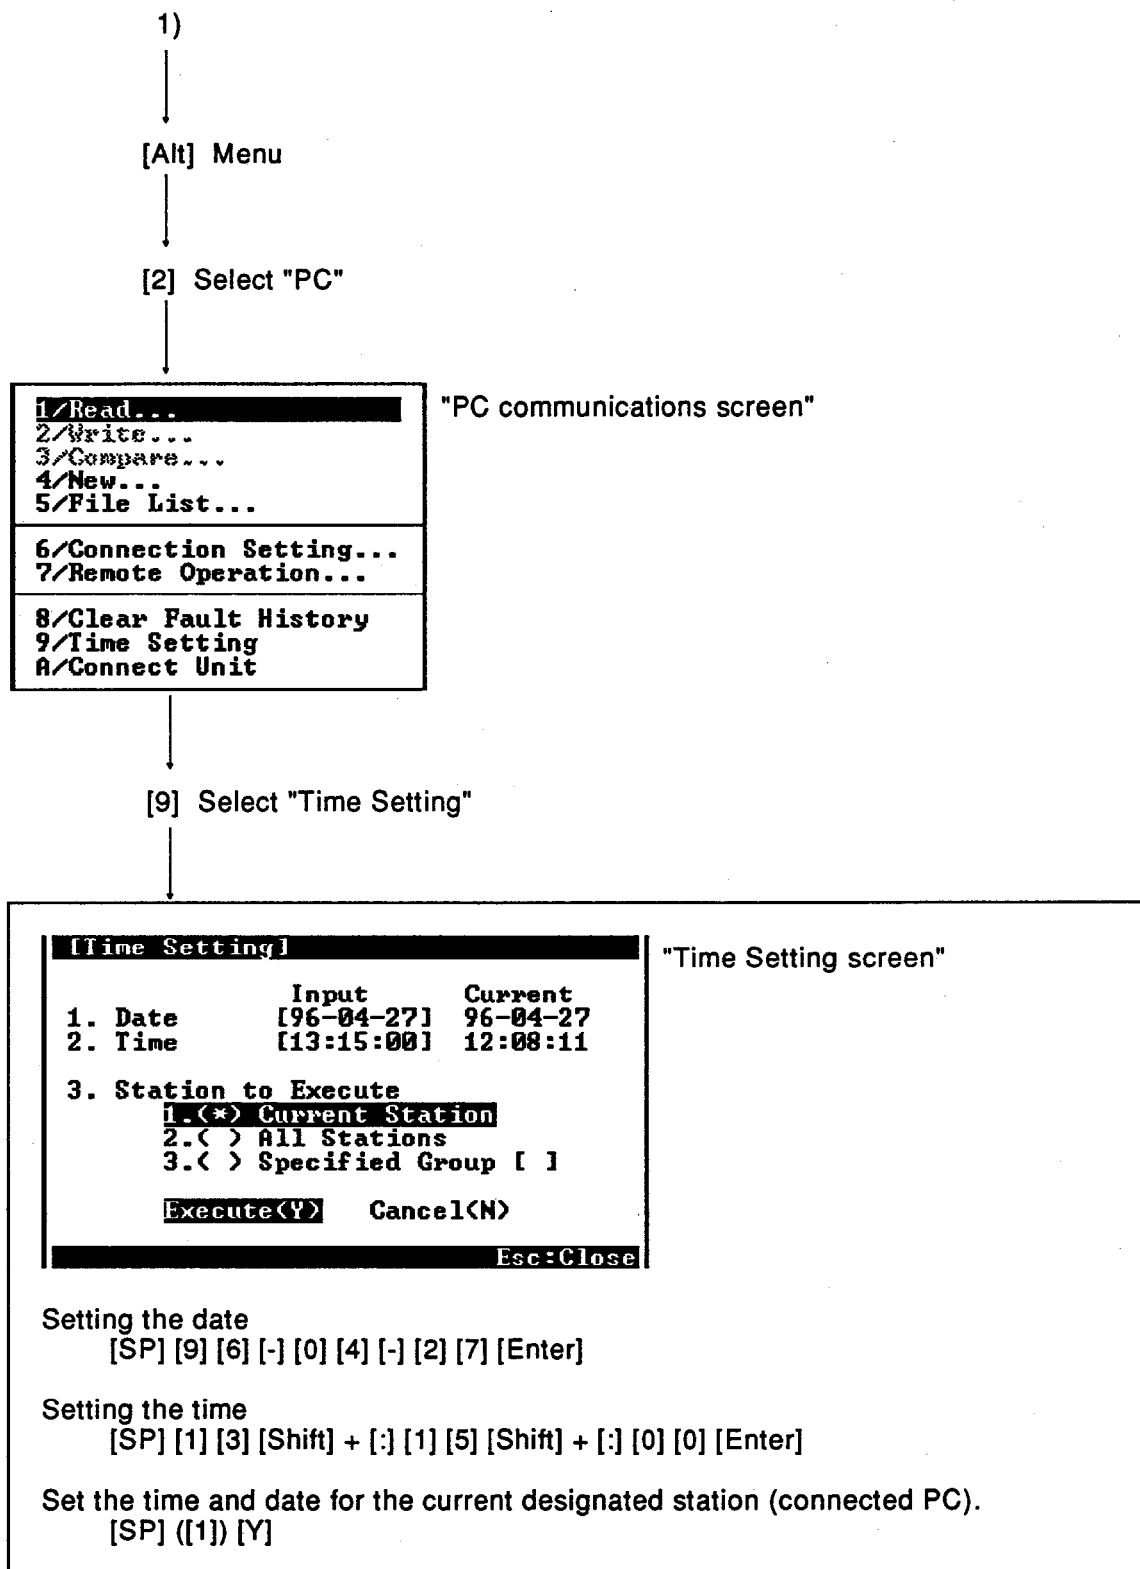 1)
[Alt] Menu
[2] Select "PC"
1/Read...
"PC communications screen"
2/Write...
3/Compare...
4/New...
5/File List...
6/Connection Setting...
7/Remote Operation...
8/Clear Fault History
9/Time Setting
A/Connect Unit
[9] Select "Time Setting"
[Time Setting]
"Time Setting screen"
Input Current
1. Date [96-04-27] 96-04-27
2. Time [13:15:00] 12:08:11
3. Station to Execute
1.(*) Current Station
2.( ) All Stations
3.( ) Specified Group [ ]
Execute(Y) Cancel(N)
Esc:Close
Setting the date
[SP] [9] [6] [-] [0] [4] [-] [2] [7] [Enter]
Setting the time
[SP] [1] [3] [Shift] + [:] [1] [5] [Shift] + [:] [0] [0] [Enter]
Set the time and date for the current designated station (connected PC).
[SP] ([1]) [Y]